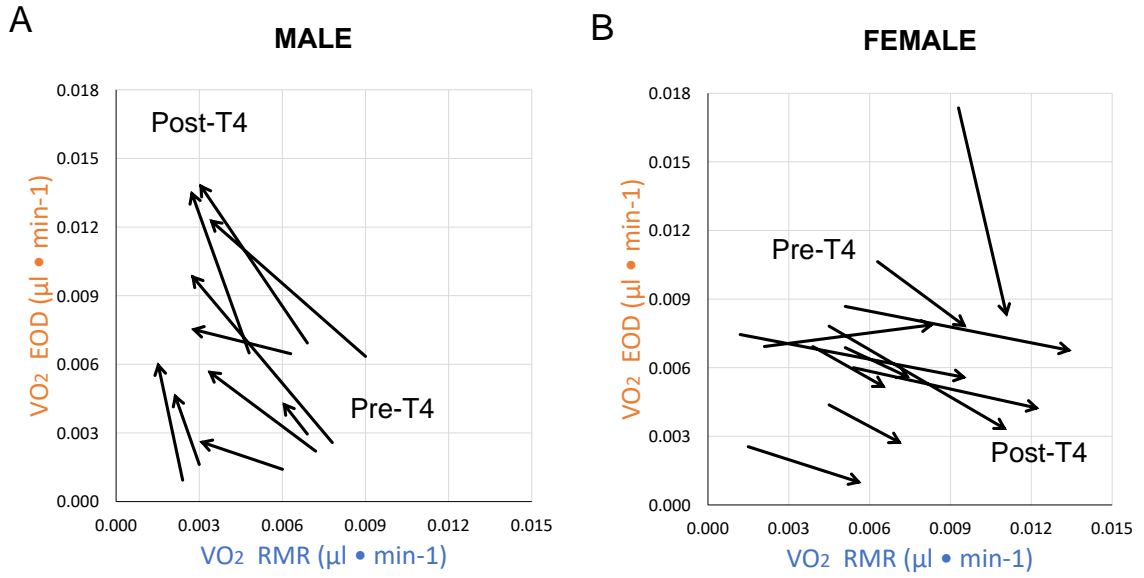 A
MALE
0.018
0.015
0.012
0.009
0.006
0.003
0.000
VO2 EOD (µl • min-1)
Post-T4
Pre-T4
0.000 0.003 0.006 0.009 0.012 0.015
VO2 RMR (µl • min-1)
B
FEMALE
0.018
0.015
0.012
0.009
0.006
0.003
0.000
VO2 EOD (µl • min-1)
Pre-T4
Post-T4
0.000 0.003 0.006 0.009 0.012 0.015
VO2 RMR (µl • min-1)